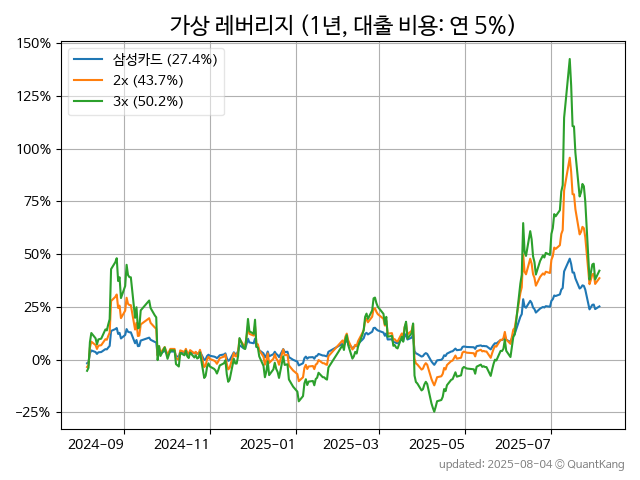 가상 레버리지 (1년, 대출 비용: 연 5%)
150%
125%
100%
75%
50%
25%
0%
−25%
삼성카드 (27.4%)
2x (43.7%)
3x (50.2%)
2024-09 2024-11 2025-01 2025-03 2025-05 2025-07
updated: 2025-08-04 © QuantKang